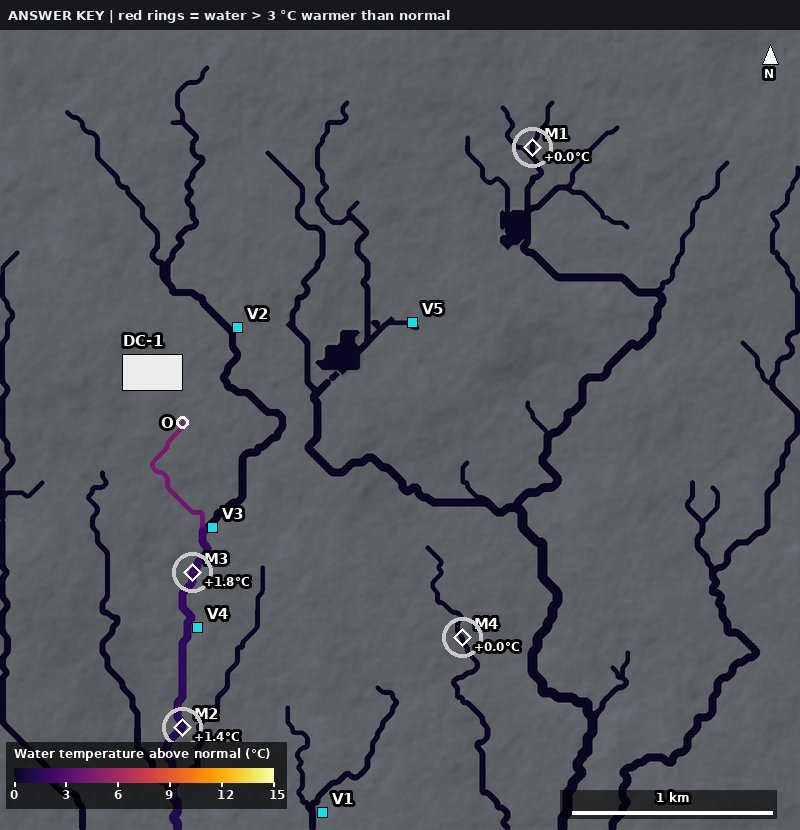 ANSWER KEY | red rings = water > 3 °C warmer than normal
N
M1
+0.0°C
V5
V2
DC-1
O
V3
M3
+1.8°C
V4
M4
+0.0°C
M2
+1.4°C
Water temperature above normal (°C)
0 3 6 9 12 15
V1
1 km